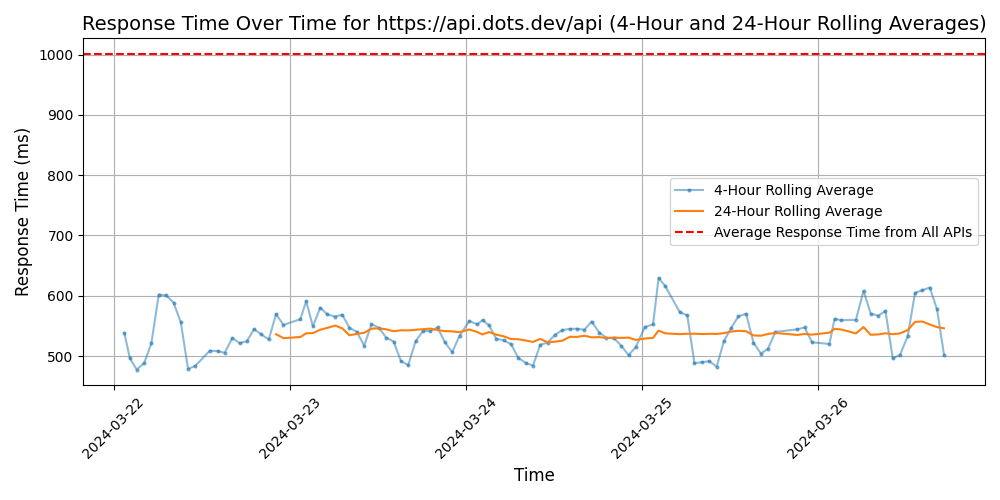 Response Time Over Time for https://api.dots.dev/api (4-Hour and 24-Hour Rolling Averages)
Response Time (ms)
1000
900
800
700
600
500
4-Hour Rolling Average
24-Hour Rolling Average
Average Response Time from All APIs
2024-03-22
2024-03-23
2024-03-24
2024-03-25
2024-03-26
Time